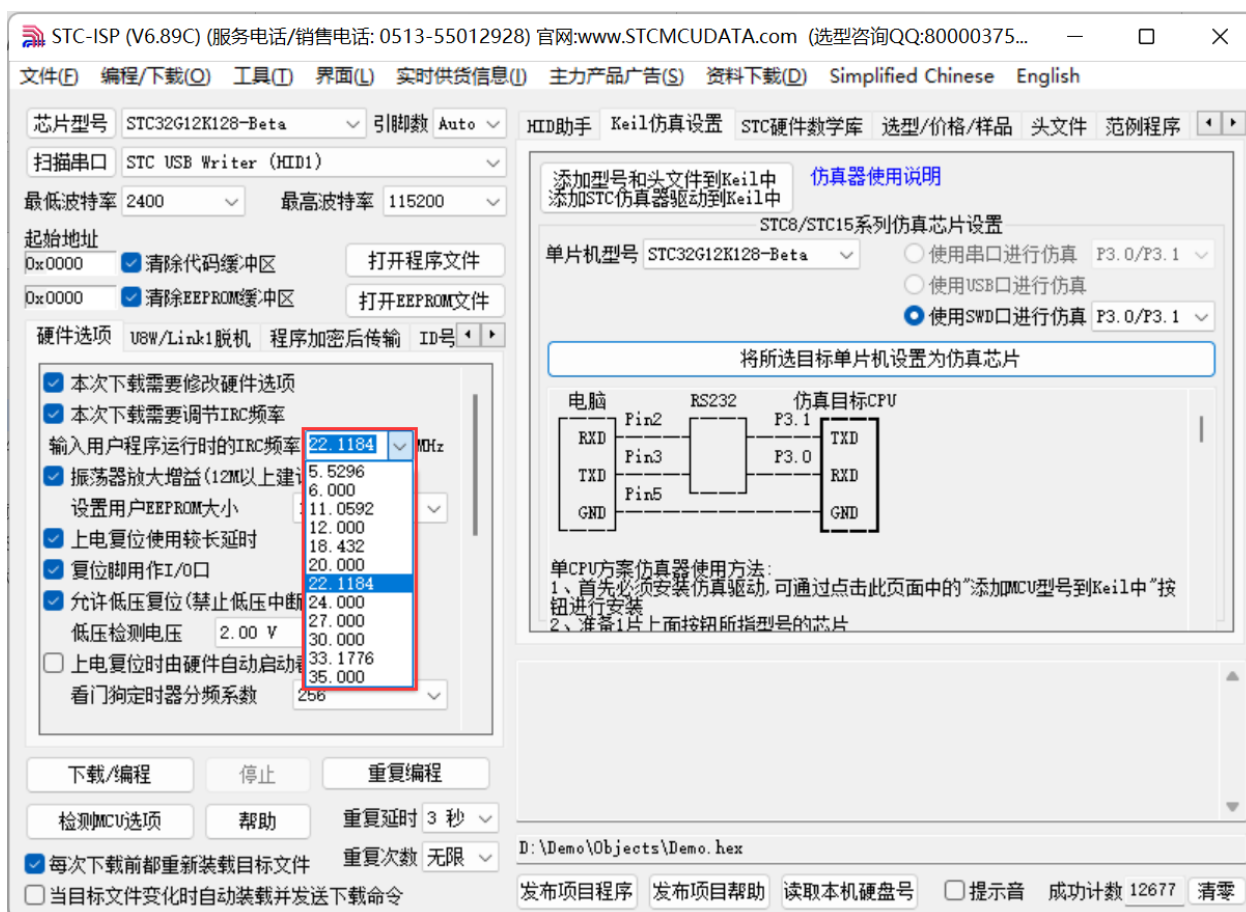 STC-ISP (V6.89C) (服务电话/销售电话: 0513-55012928) 官网:www.STCMCUDATA.com (选型咨询QQ:80000375...
文件(F) 编程/下载(O) 工具(T) 界面(L) 实时供货信息(I) 主力产品广告(S) 资料下载(D) Simplified Chinese English
芯片型号 STC32G12K128-Beta 引脚数 Auto
扫描串口 STC USB Writer (HID1)
最低波特率 2400 最高波特率 115200
起始地址
0x0000 清除代码缓冲区 打开程序文件
0x0000 清除EEPROM缓冲区 打开EEPROM文件
硬件选项 U8W/Link1脱机 程序加密后传输 ID号
本次下载需要修改硬件选项
本次下载需要调节IRC频率
输入用户程序运行时的IRC频率 22.1184 MHz
振荡器放大增益(12M以上建
设置用户EEPROM大小
上电复位使用较长延时
复位脚用作I/O口
允许低压复位(禁止低压中断
低压检测电压 2.00 V
上电复位时由硬件自动启动
看门狗定时器分频系数 256
5.5296
6.000
11.0592
12.000
18.432
20.000
22.1184
24.000
27.000
30.000
33.1776
35.000
下载/编程 停止 重复编程
检测MCU选项 帮助 重复延时 3 秒
每次下载前都重新装载目标文件 重复次数 无限
当目标文件变化时自动装载并发送下载命令
HID助手 Keil仿真设置 STC硬件数学库 选型/价格/样品 头文件 范例程序
添加型号和头文件到Keil中
添加STC仿真器驱动到Keil中
仿真器使用说明
STC8/STC15系列仿真芯片设置
单片机型号 STC32G12K128-Beta 使用串口进行仿真 P3.0/P3.1
使用USB口进行仿真
使用SWD口进行仿真 P3.0/P3.1
将所选目标单片机设置为仿真芯片
电脑 RS232 仿真目标CPU
RXD Pin2 P3.1 TXD
TXD Pin3 P3.0 RXD
GND Pin5 GND
单CPU方案仿真器使用方法:
1、首先必须安装仿真驱动,可通过点击此页面中的"添加MCU型号到Keil中"按
钮进行安装
2、准备1片上面按钮所指型号的芯片
D:\Demo\Objects\Demo.hex
发布项目程序 发布项目帮助 读取本机硬盘号 提示音 成功计数 12677 清零